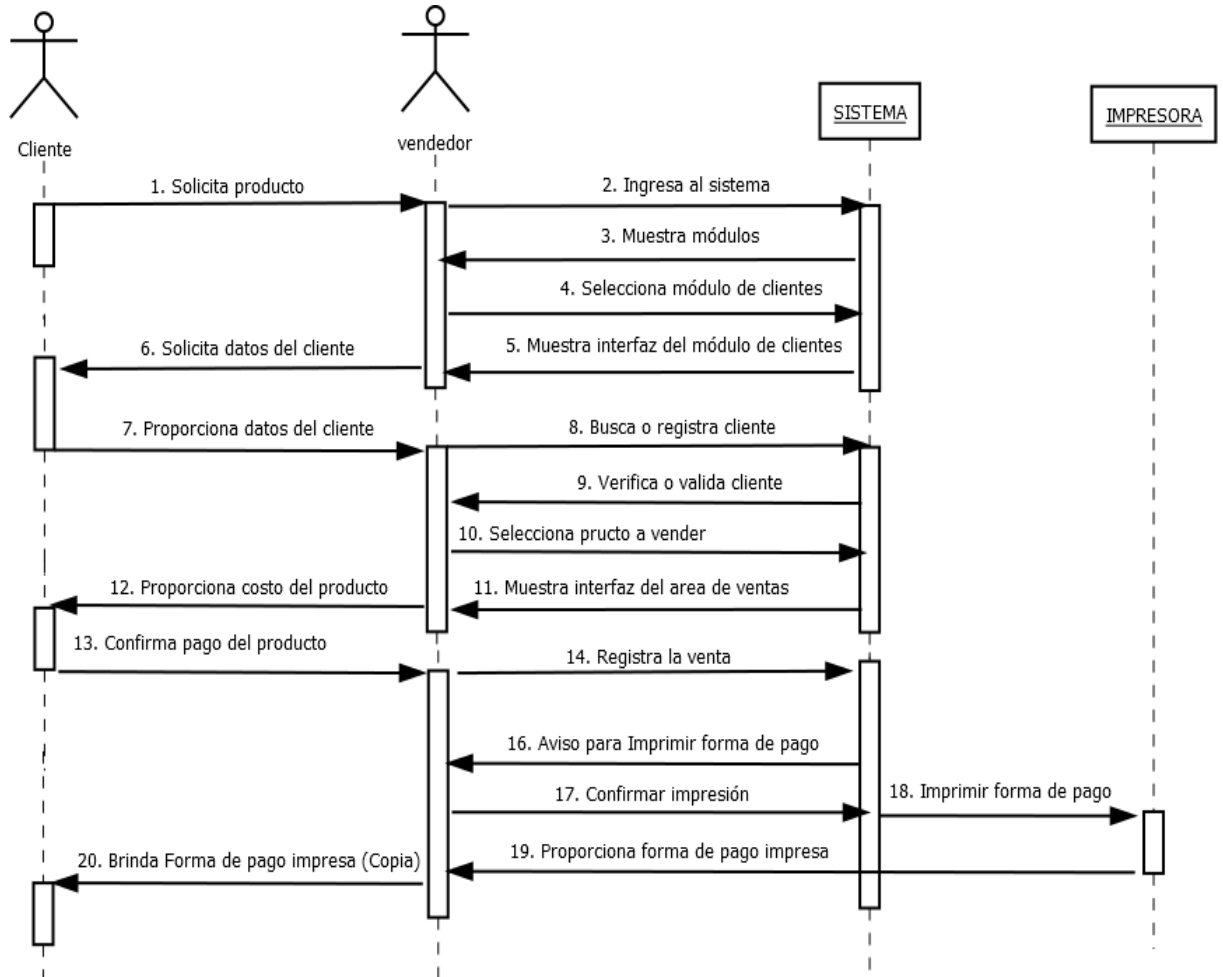 Cliente
vendedor
SISTEMA
IMPRESORA
1. Solicita producto
2. Ingresa al sistema
3. Muestra módulos
4. Selecciona módulo de clientes
5. Muestra interfaz del módulo de clientes
6. Solicita datos del cliente
7. Proporciona datos del cliente
8. Busca o registra cliente
9. Verifica o valida cliente
10. Selecciona pructo a vender
11. Muestra interfaz del area de ventas
12. Proporciona costo del producto
13. Confirma pago del producto
14. Registra la venta
16. Aviso para Imprimir forma de pago
17. Confirmar impresión
18. Imprimir forma de pago
19. Proporciona forma de pago impresa
20. Brinda Forma de pago impresa (Copia)